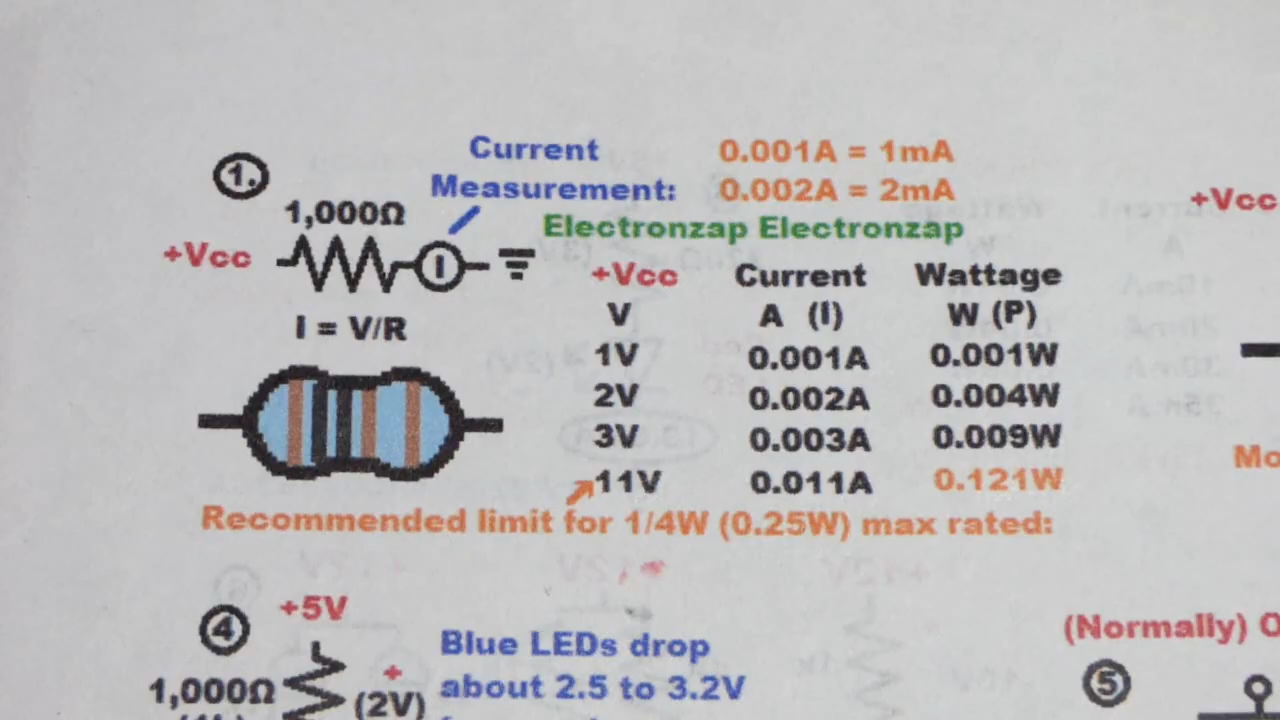 1.
Current
Measurement:
0.001A = 1mA
0.002A = 2mA
1,000Ω
+Vcc
I
I = V/R
Electronzap Electronzap
+Vcc Current Wattage
V A (I) W (P)
1V 0.001A 0.001W
2V 0.002A 0.004W
3V 0.003A 0.009W
11V 0.011A 0.121W
Recommended limit for 1/4W (0.25W) max rated:
+Vcc
4
+5V
1,000Ω
+
(2V)
Blue LEDs drop
about 2.5 to 3.2V
(Normally)
5